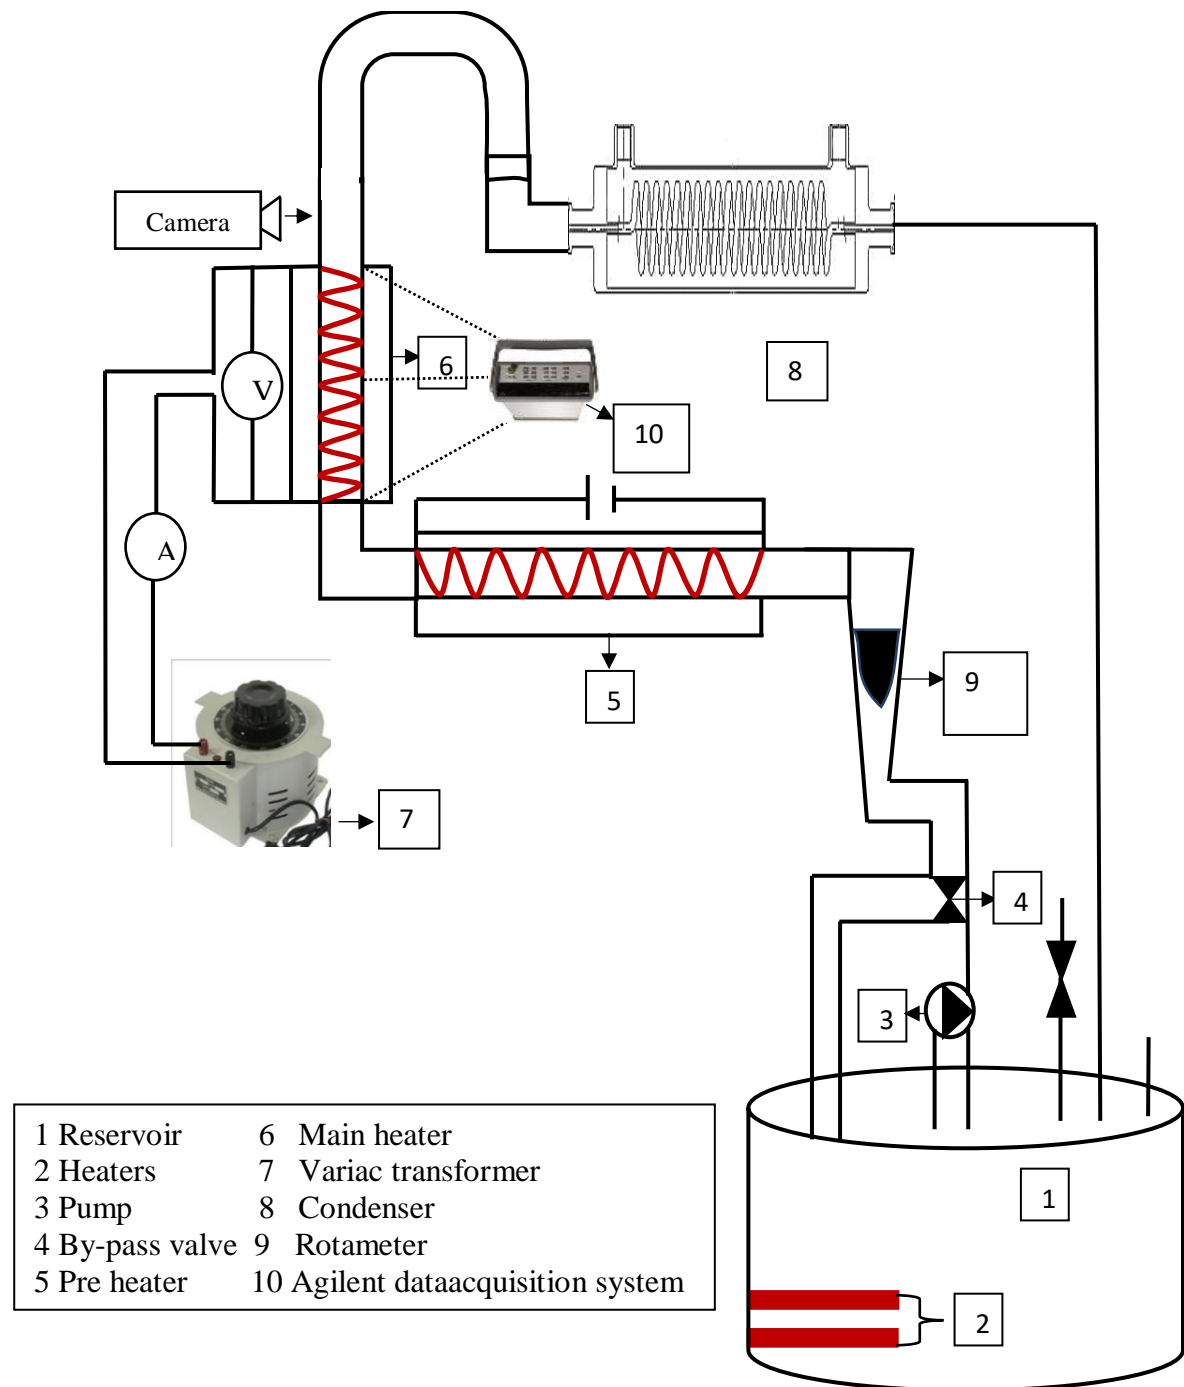 Camera
6
8
V
10
A
5
9
7
4
3
1 Reservoir 6 Main heater
2 Heaters 7 Variac transformer
3 Pump 8 Condenser
4 By-pass valve 9 Rotameter
5 Pre heater 10 Agilent dataacquisition system
1
2